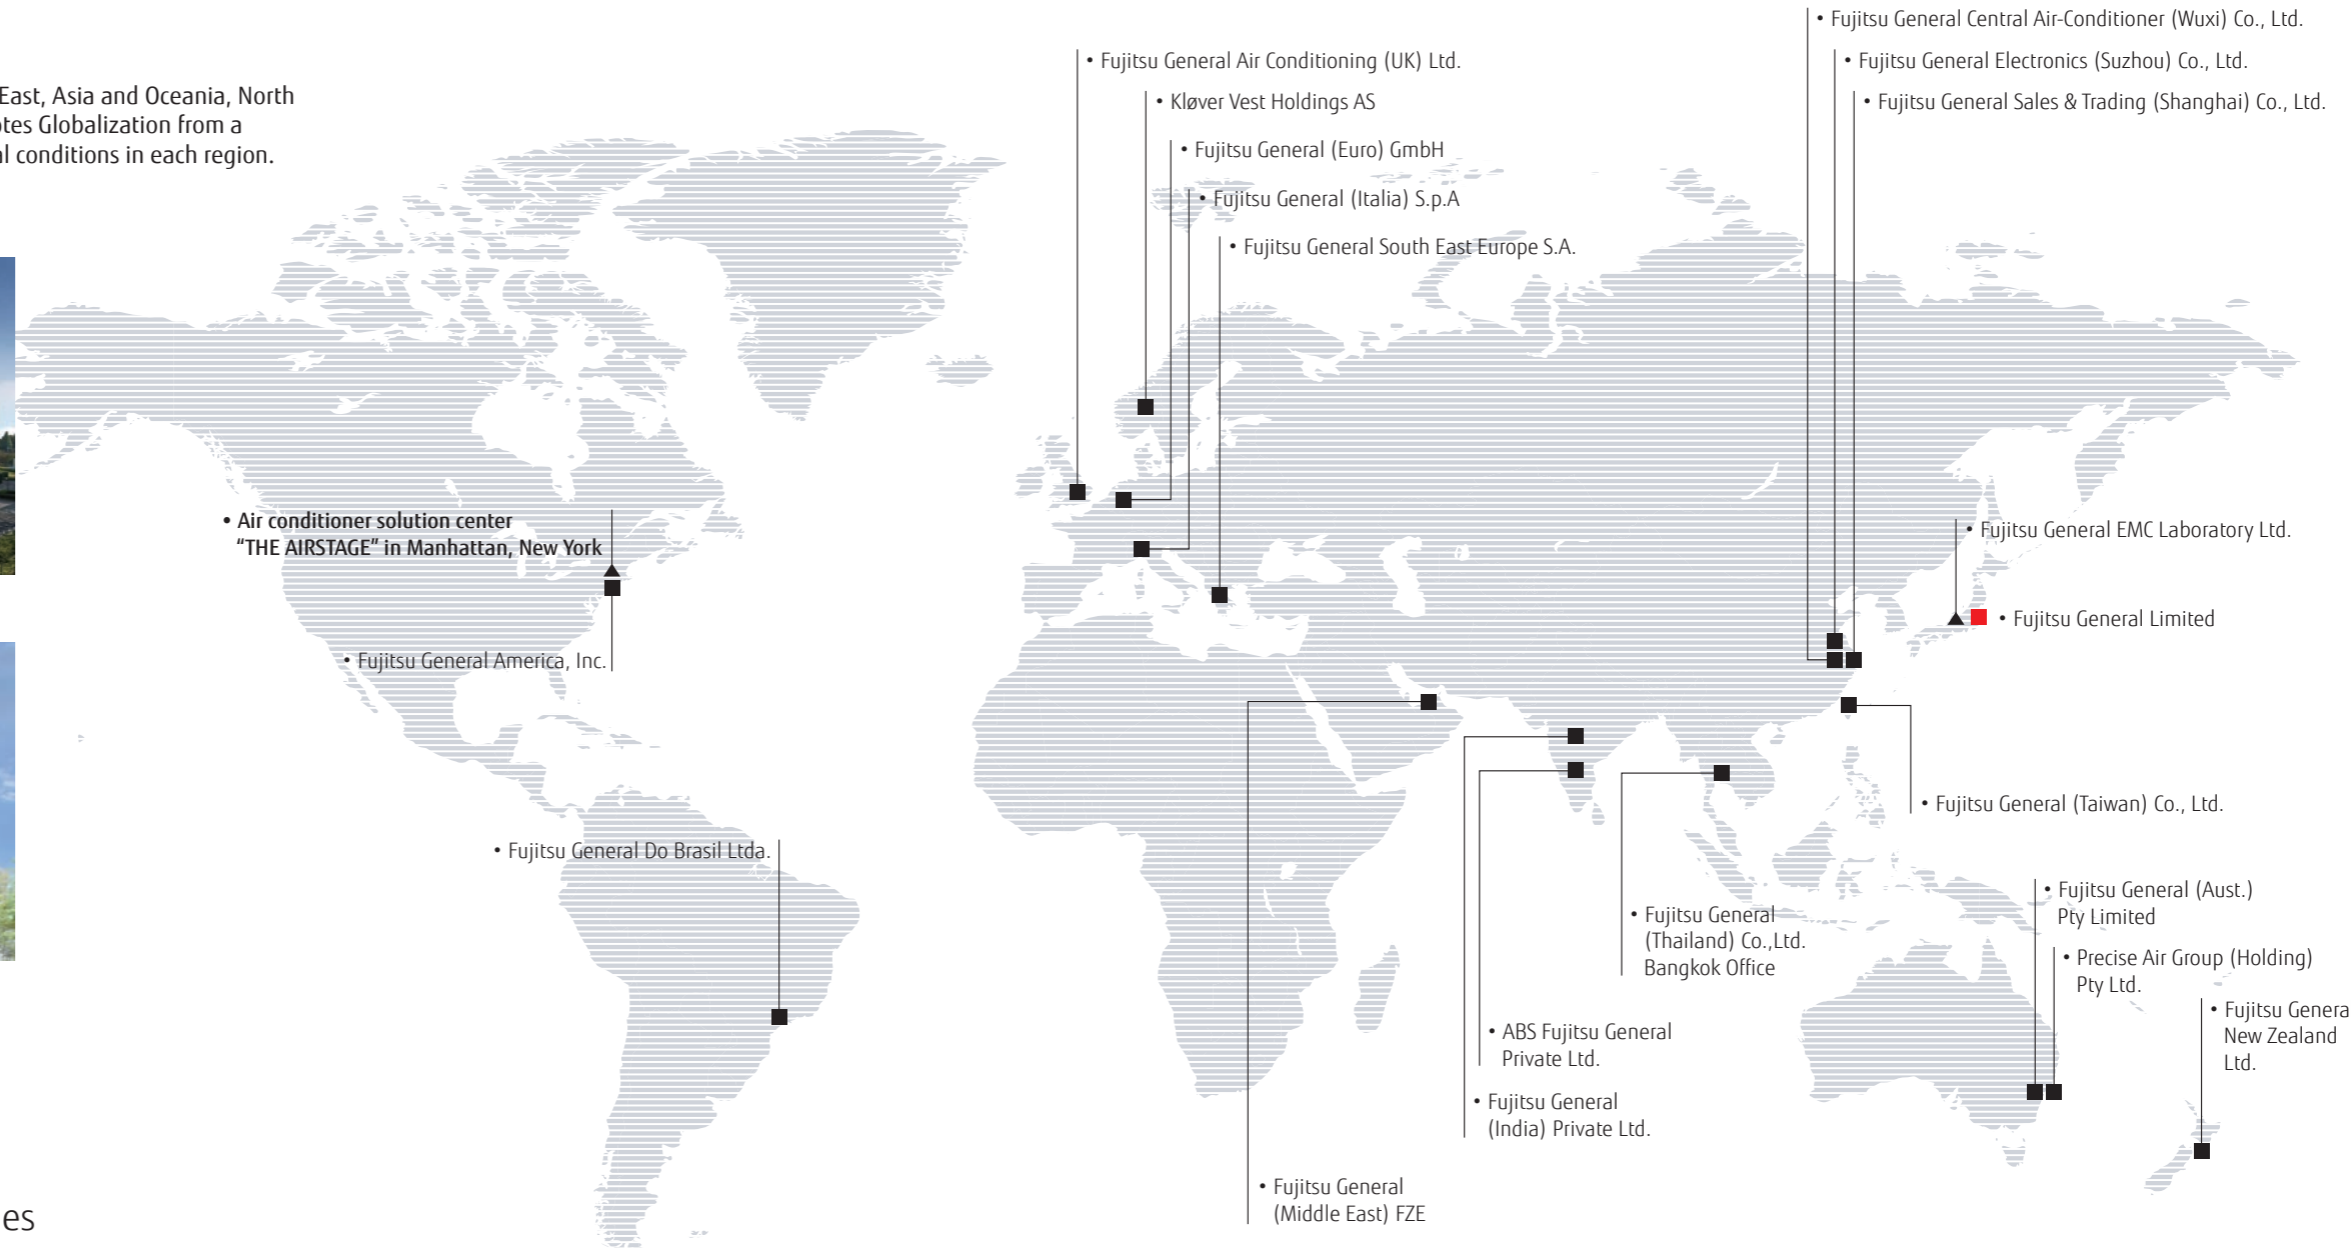 East, Asia and Oceania, North
otes Globalization from a
al conditions in each region.
• Fujitsu General Central Air-Conditioner (Wuxi) Co., Ltd.
• Fujitsu General Electronics (Suzhou) Co., Ltd.
• Fujitsu General Sales & Trading (Shanghai) Co., Ltd.
• Fujitsu General Air Conditioning (UK) Ltd.
• Kløver Vest Holdings AS
• Fujitsu General (Euro) GmbH
• Fujitsu General (Italia) S.p.A
• Fujitsu General South East Europe S.A.
• Air conditioner solution center
“THE AIRSTAGE” in Manhattan, New York
• Fujitsu General America, Inc.
• Fujitsu General EMC Laboratory Ltd.
• Fujitsu General Limited
• Fujitsu General (Taiwan) Co., Ltd.
• Fujitsu General Do Brasil Ltda.
• Fujitsu General
(Thailand) Co.,Ltd.
Bangkok Office
• Fujitsu General (Aust.)
Pty Limited
• Precise Air Group (Holding)
Pty Ltd.
• Fujitsu Genera
New Zealand
Ltd.
• ABS Fujitsu General
Private Ltd.
• Fujitsu General
(India) Private Ltd.
• Fujitsu General
(Middle East) FZE
es